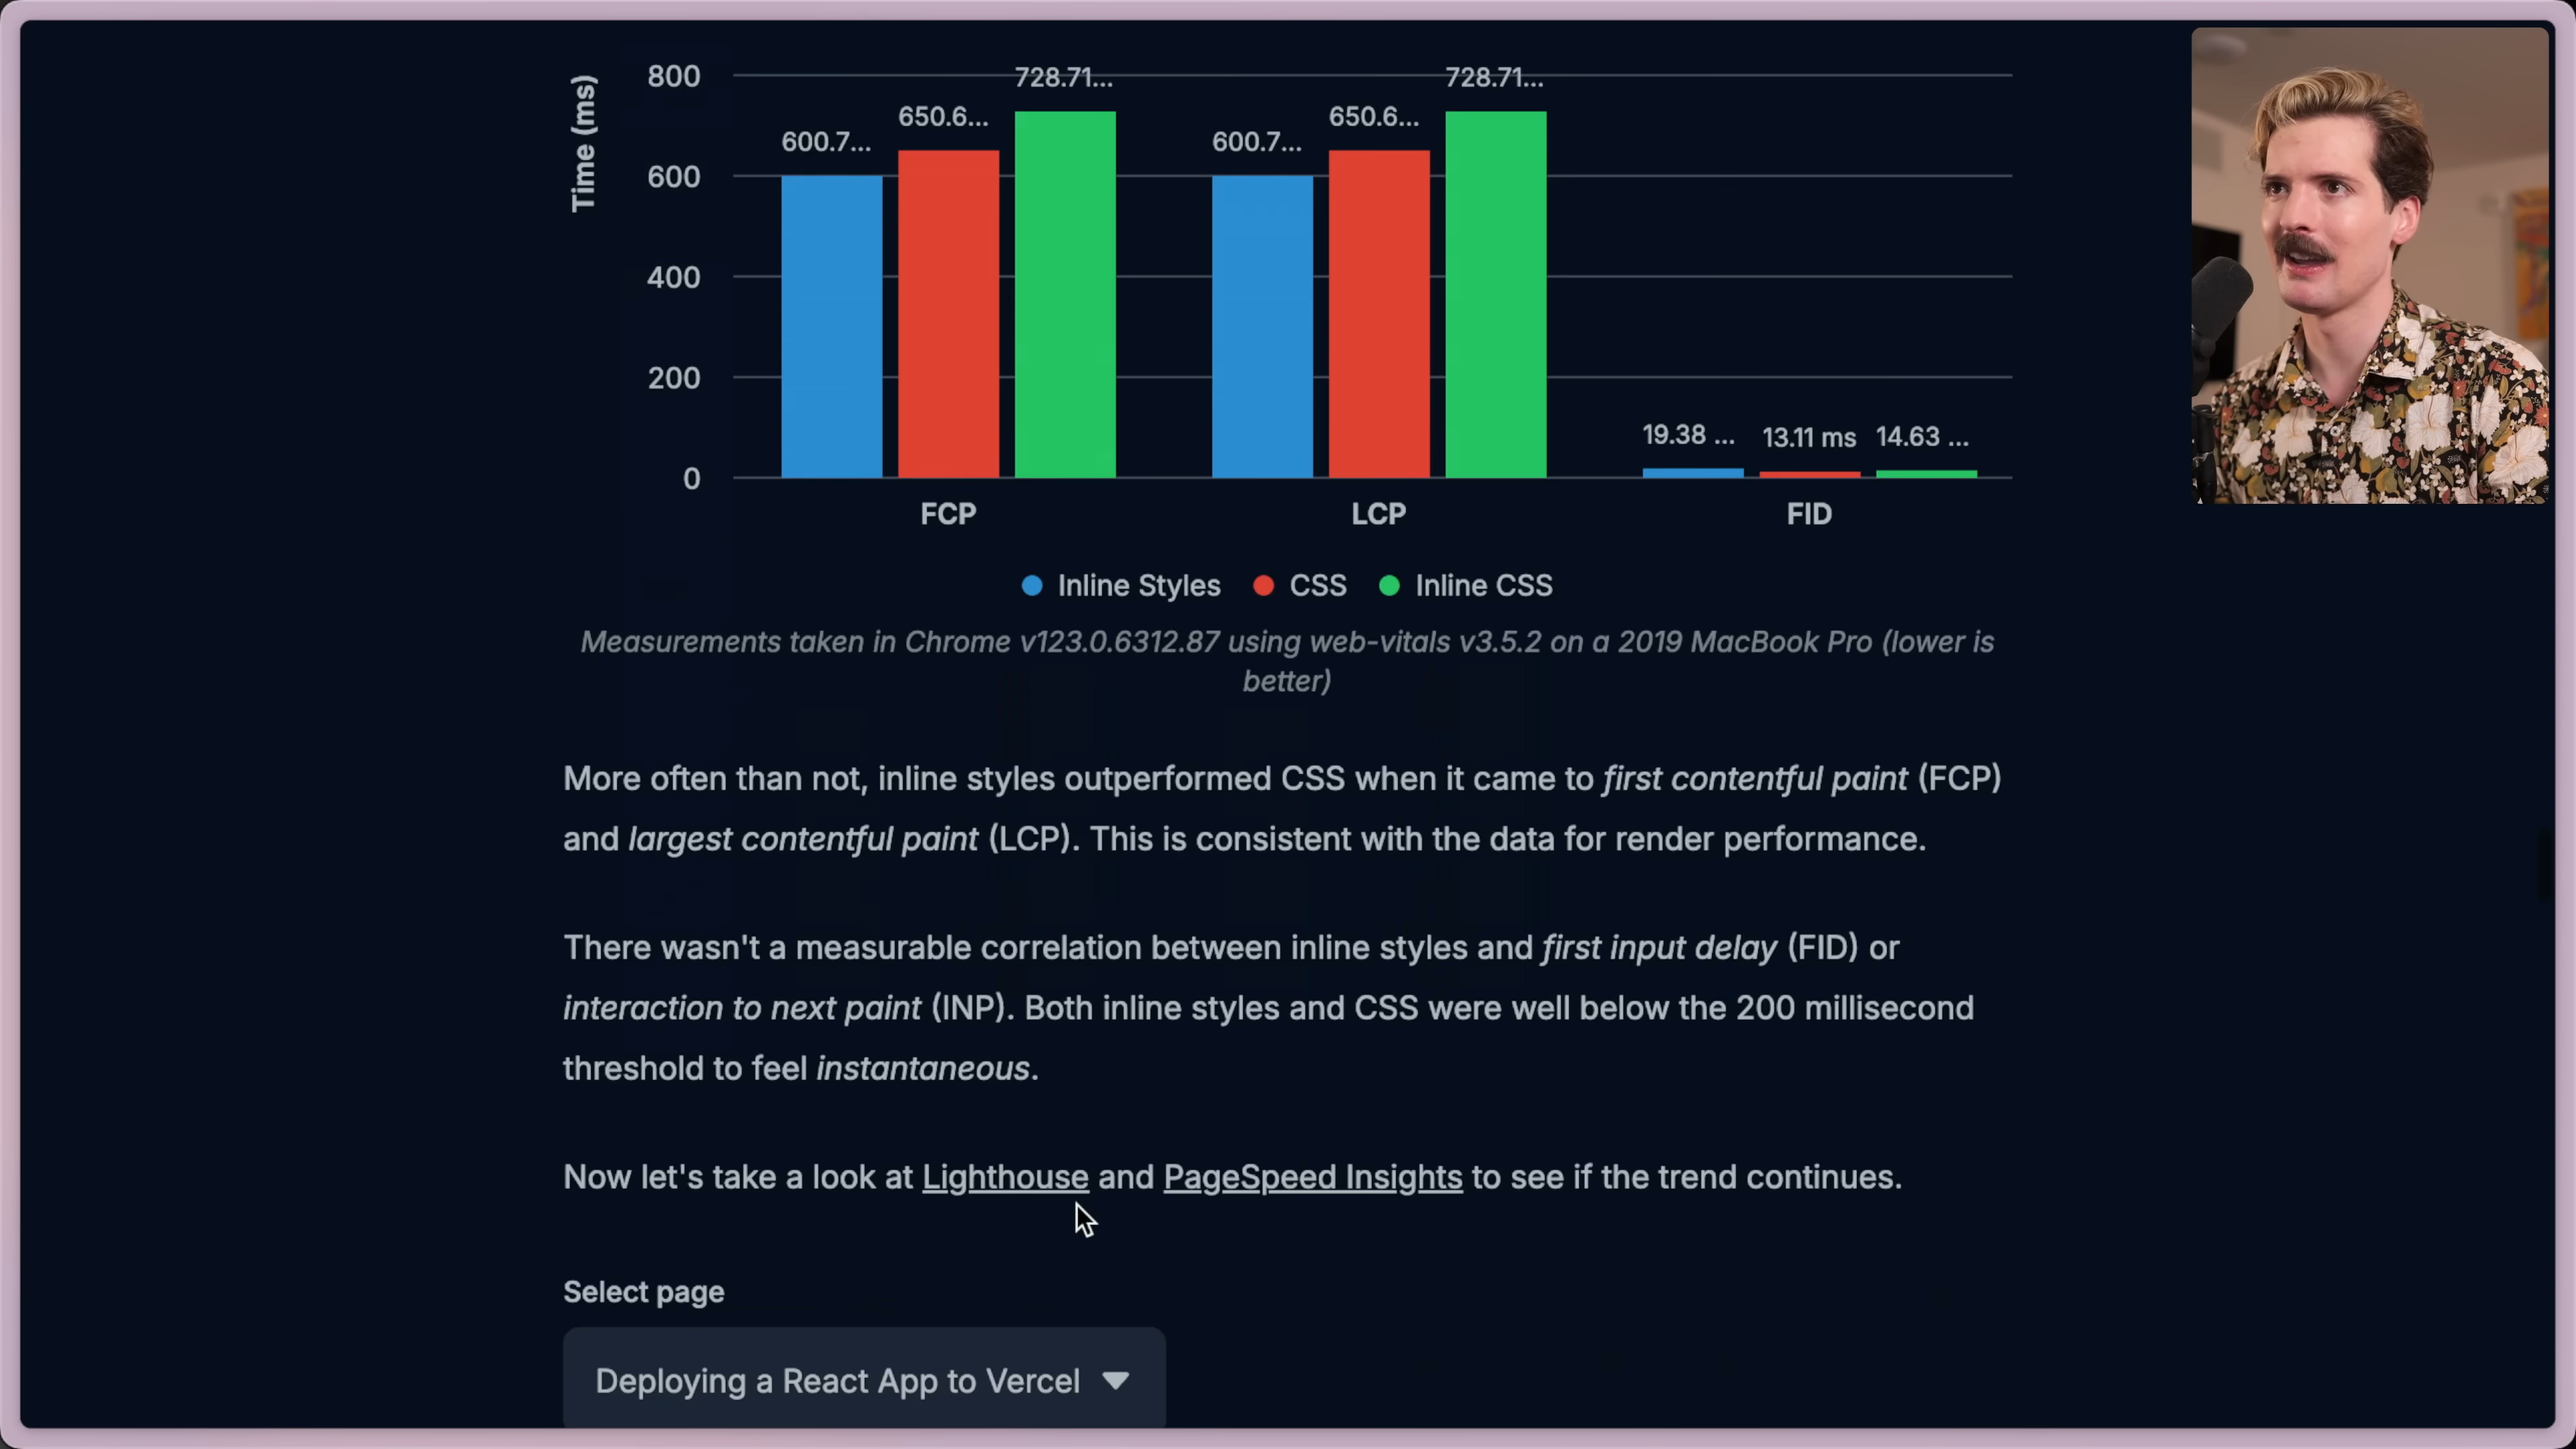 Time (ms)
800
600
400
200
0
600.7...
650.6...
728.71...
600.7...
650.6...
728.71...
19.38 ...
13.11 ms
14.63 ...
FCP
LCP
FID
Inline Styles
CSS
Inline CSS
Measurements taken in Chrome v123.0.6312.87 using web-vitals v3.5.2 on a 2019 MacBook Pro (lower is
better)
More often than not, inline styles outperformed CSS when it came to first contentful paint (FCP)
and largest contentful paint (LCP). This is consistent with the data for render performance.
There wasn't a measurable correlation between inline styles and first input delay (FID) or
interaction to next paint (INP). Both inline styles and CSS were well below the 200 millisecond
threshold to feel instantaneous.
Now let's take a look at Lighthouse and PageSpeed Insights to see if the trend continues.
Select page
Deploying a React App to Vercel